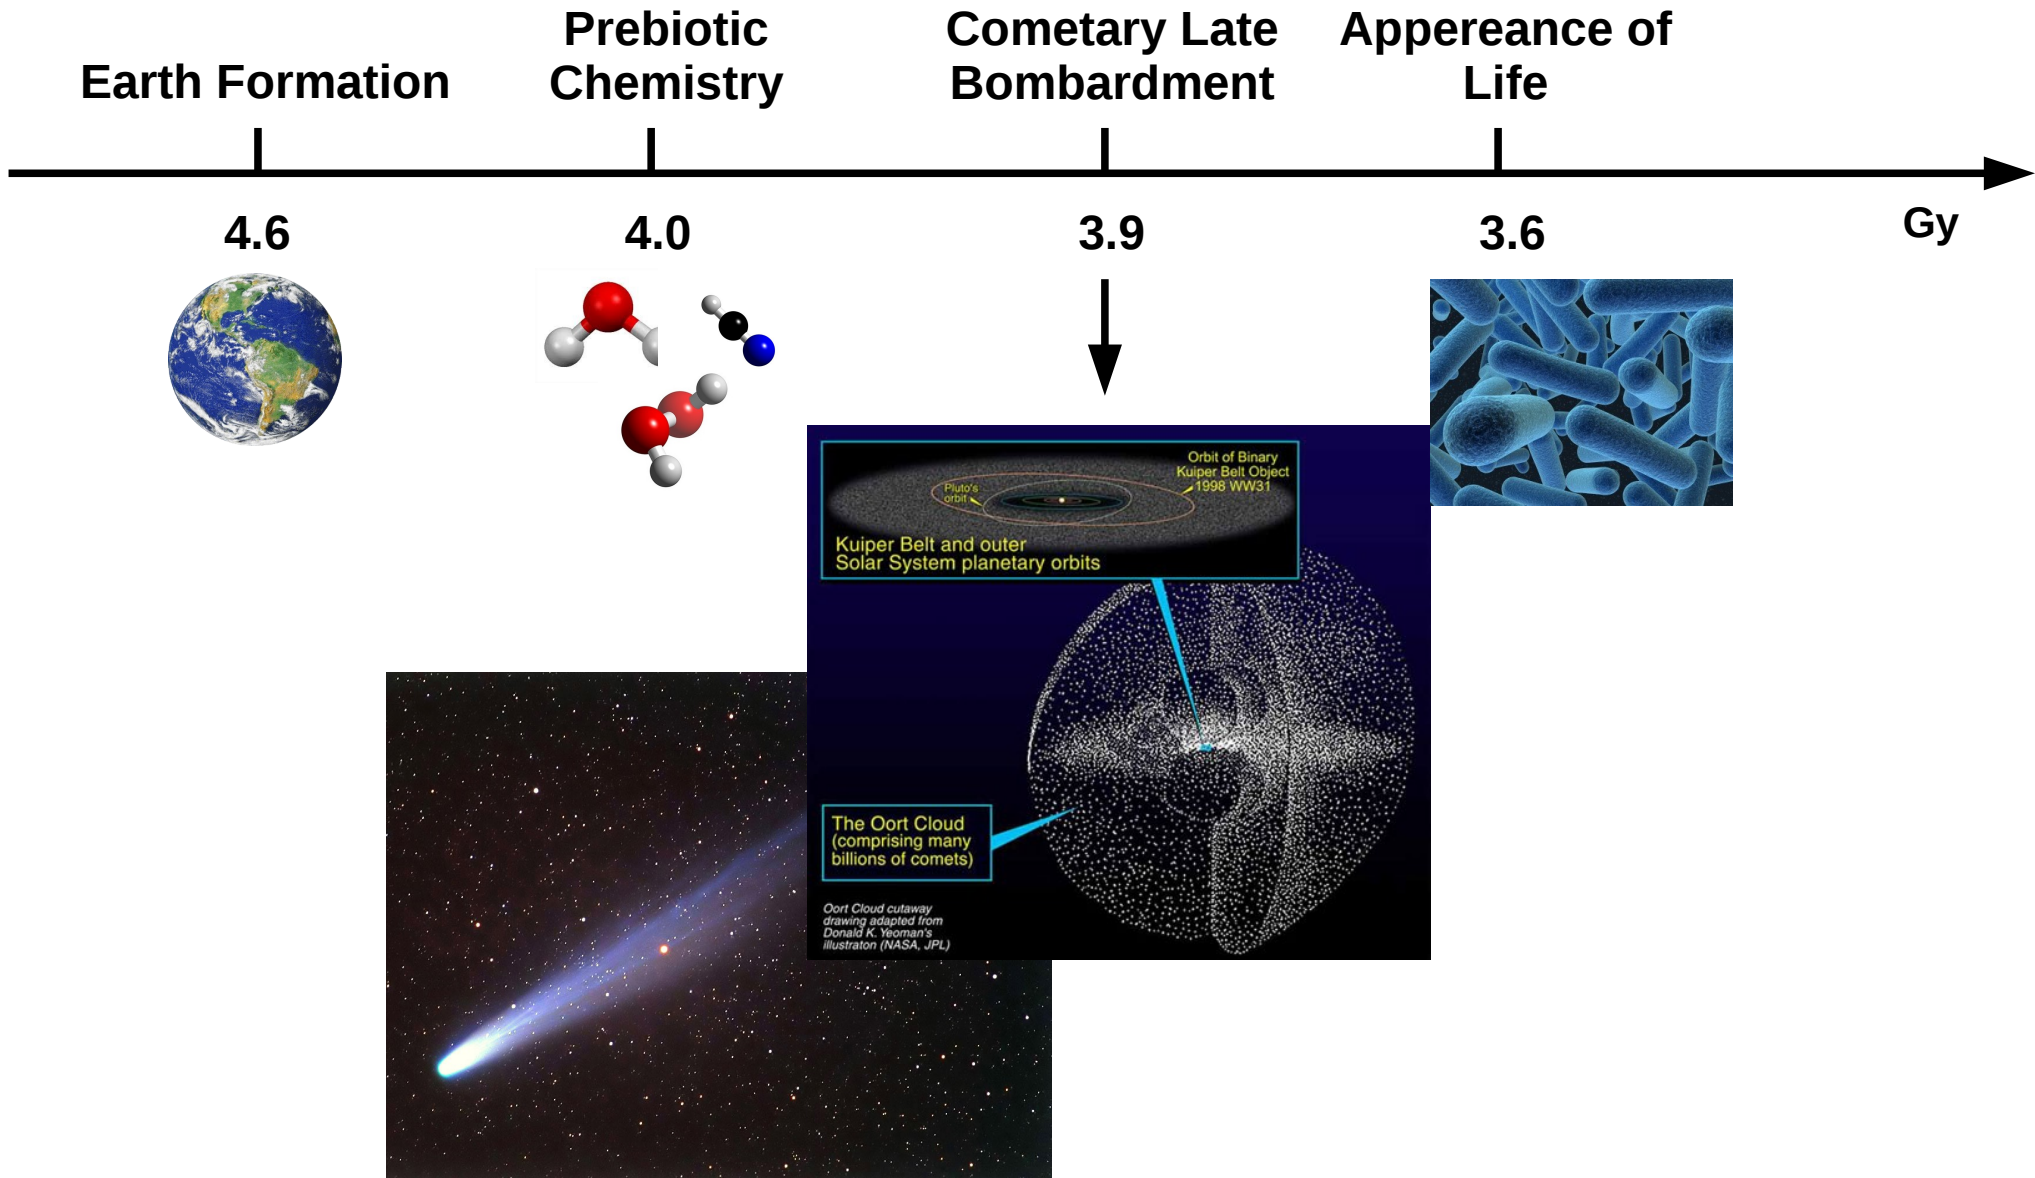 Earth Formation
Prebiotic
Chemistry
Cometary Late
Bombardment
Appereance of
Life
4.6
4.0
3.9
3.6
Gy
Orbit of Binary
Kuiper Belt Object
1998 WW31
Pluto's
orbit
Kuiper Belt and outer
Solar System planetary orbits
The Oort Cloud
(comprising many
billions of comets)
Oort Cloud cutaway
drawing adapted from
Donald K. Yeoman's
illustraton (NASA, JPL)